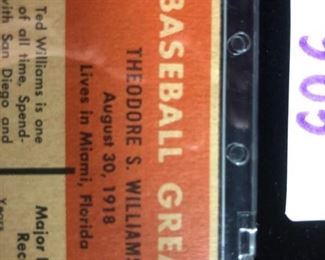 BASEBALL GREA
THEODORE S. WILLIAMS
August 30, 1918
Lives in Miami, Florida
Ted Williams is one
of all time, Spend-
with San Diego and
Major
Rec
Years